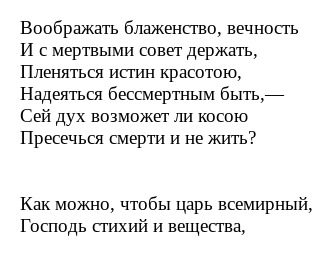 Воображать блаженство, вечность
И с мертвыми совет держать,
Пленяться истин красотою,
Надеяться бессмертным быть,—
Сей дух возможет ли косою
Пресечься смерти и не жить?
Как можно, чтобы царь всемирный,
Господь стихий и вещества,